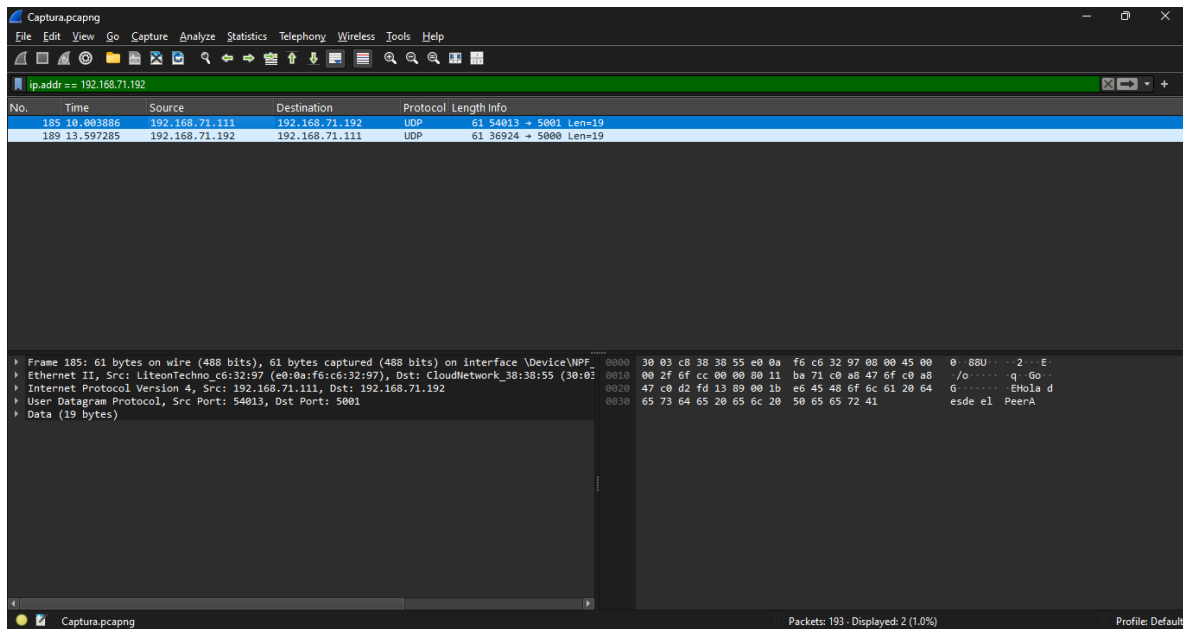 Captura.pcapng
File Edit View Go Capture Analyze Statistics Telephony Wireless Tools Help
ip.addr == 192.168.71.192
No. Time Source Destination Protocol Length Info
185 10.003886 192.168.71.111 192.168.71.192 UDP 61 54013 → 5001 Len=19
189 13.597285 192.168.71.192 192.168.71.111 UDP 61 36924 → 5000 Len=19
Frame 185: 61 bytes on wire (488 bits), 61 bytes captured (488 bits) on interface \Device\NPF_
Ethernet II, Src: LiteonTechno_c6:32:97 (e0:0a:f6:c6:32:97), Dst: CloudNetwork_38:38:55 (30:03
Internet Protocol Version 4, Src: 192.168.71.111, Dst: 192.168.71.192
User Datagram Protocol, Src Port: 54013, Dst Port: 5001
Data (19 bytes)
0000 30 03 c8 38 38 55 e0 0a f6 c6 32 97 08 00 45 00 0··88U·· ··2···E·
0010 00 2f 6f cc 00 00 80 11 ba 71 c0 a8 47 6f c0 a8 ·/o····· ·q··Go··
0020 47 c0 d2 fd 13 89 00 1b e6 45 48 6f 6c 61 20 64 G······· ·EHola d
0030 65 73 64 65 20 65 6c 20 50 65 65 72 41 esde el PeerA
Captura.pcapng
Packets: 193 · Displayed: 2 (1.0%)
Profile: Default